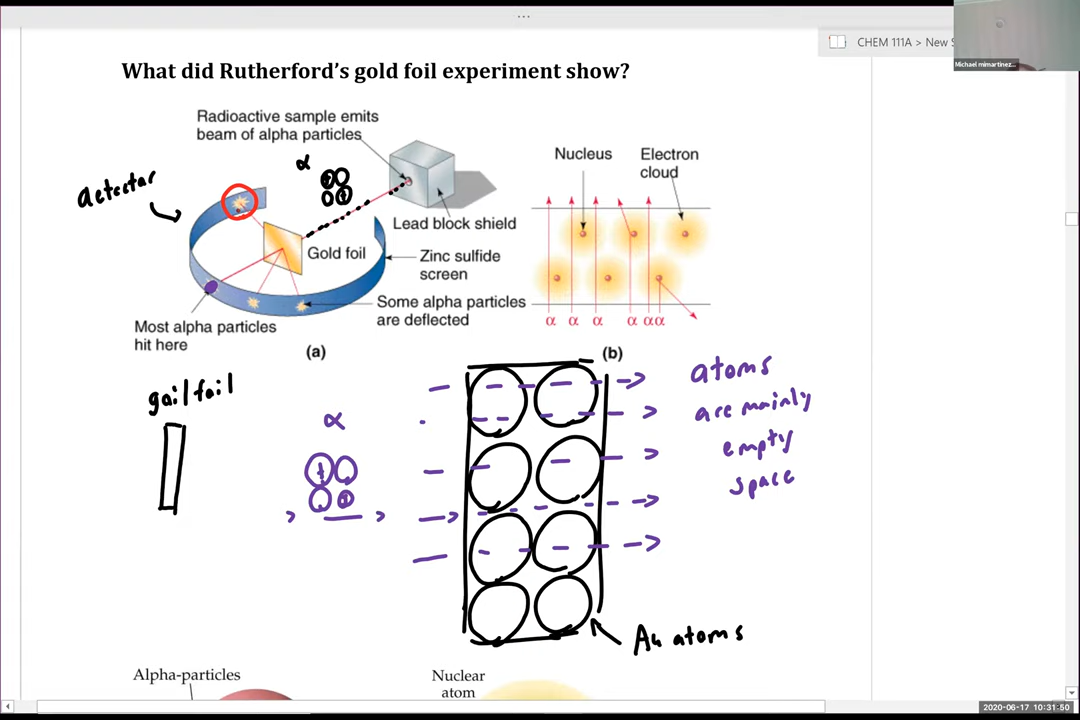 ...
CHEM 111A > New S
Michael mimartinez...
What did Rutherford's gold foil experiment show?
Radioactive sample emits
beam of alpha particles
α
detector
Lead block shield
Gold foil
Zinc sulfide
screen
Some alpha particles
are deflected
Most alpha particles
hit here
(a)
Nucleus
Electron
cloud
α α α α α α
(b)
goil foil
α
+
+
atoms
are mainly
empty
space
Au atoms
Alpha-particles
Nuclear
atom
2020-06-17 10:31:50